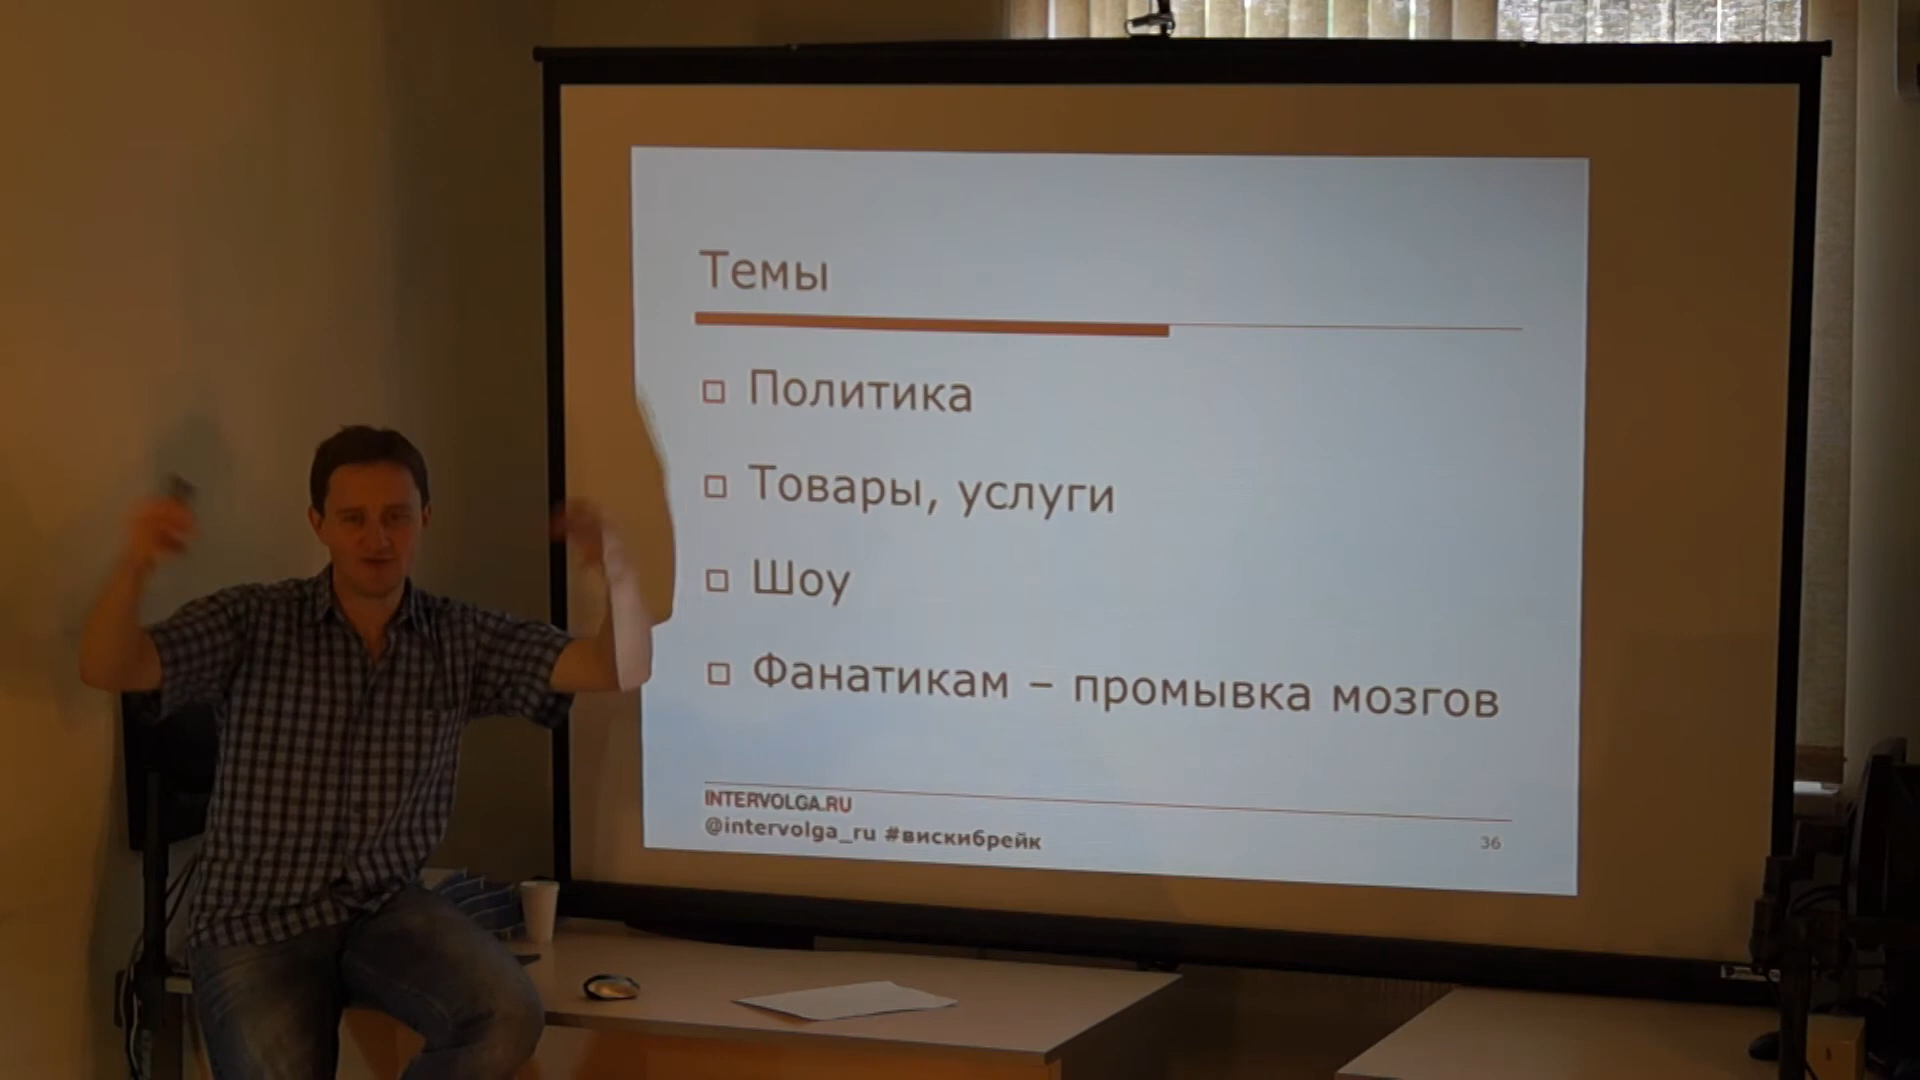 Темы
Политика
Товары, услуги
Шоу
Фанатикам – промывка мозгов
INTERVOLGA.RU
@intervolga_ru #вискибрейк
36